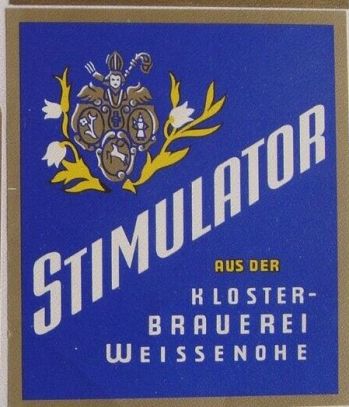 STIMULATOR
AUS DER
KLOSTER-
BRAUEREI
WEISSENOHE